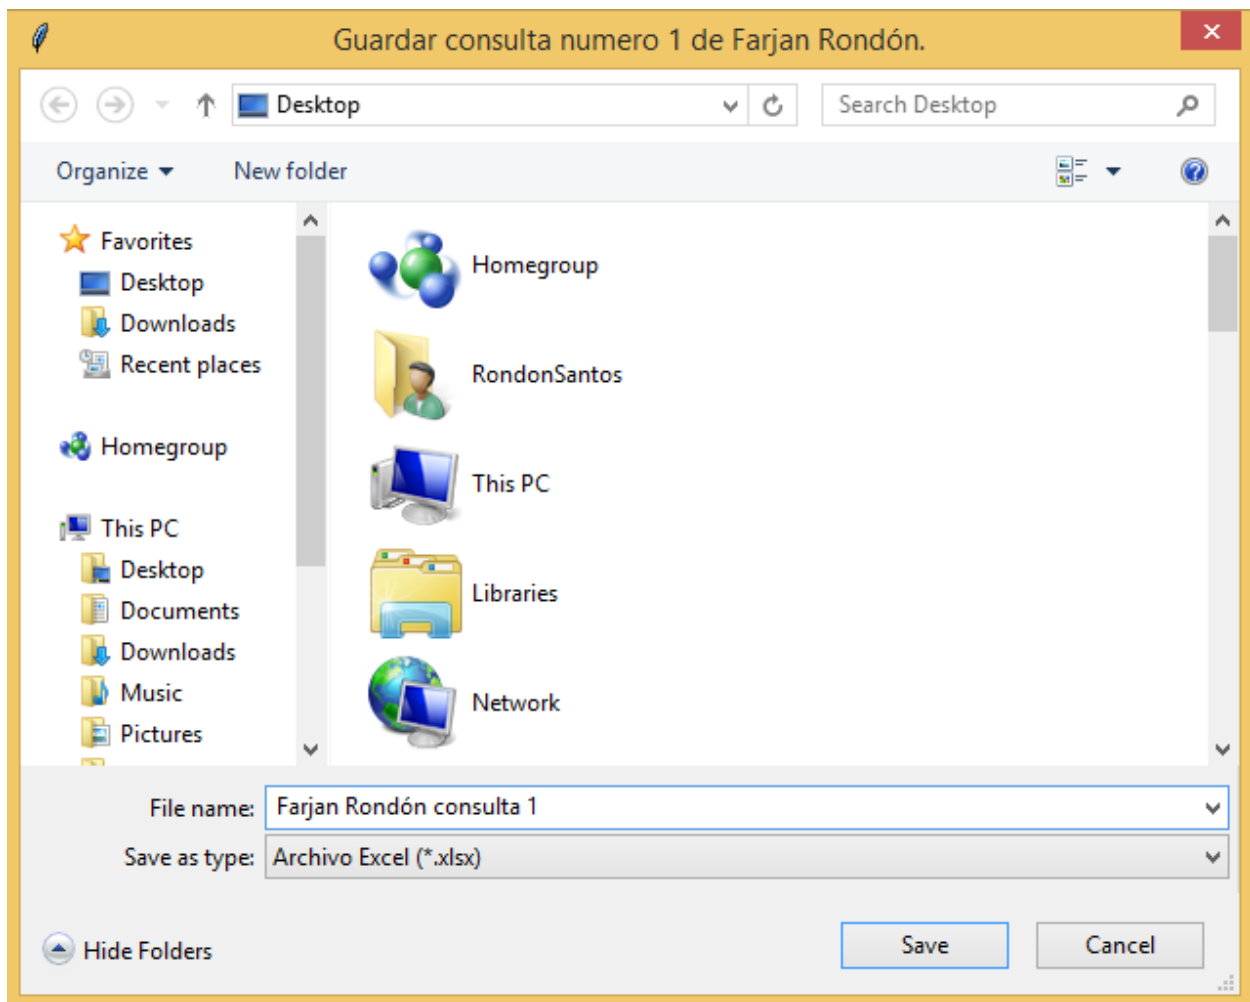 Guardar consulta numero 1 de Farjan Rondón.
Desktop
Search Desktop
Organize
New folder
Favorites
Desktop
Downloads
Recent places
Homegroup
This PC
Desktop
Documents
Downloads
Music
Pictures
Homegroup
RondonSantos
This PC
Libraries
Network
File name: Farjan Rondón consulta 1
Save as type: Archivo Excel (*.xlsx)
Hide Folders
Save
Cancel